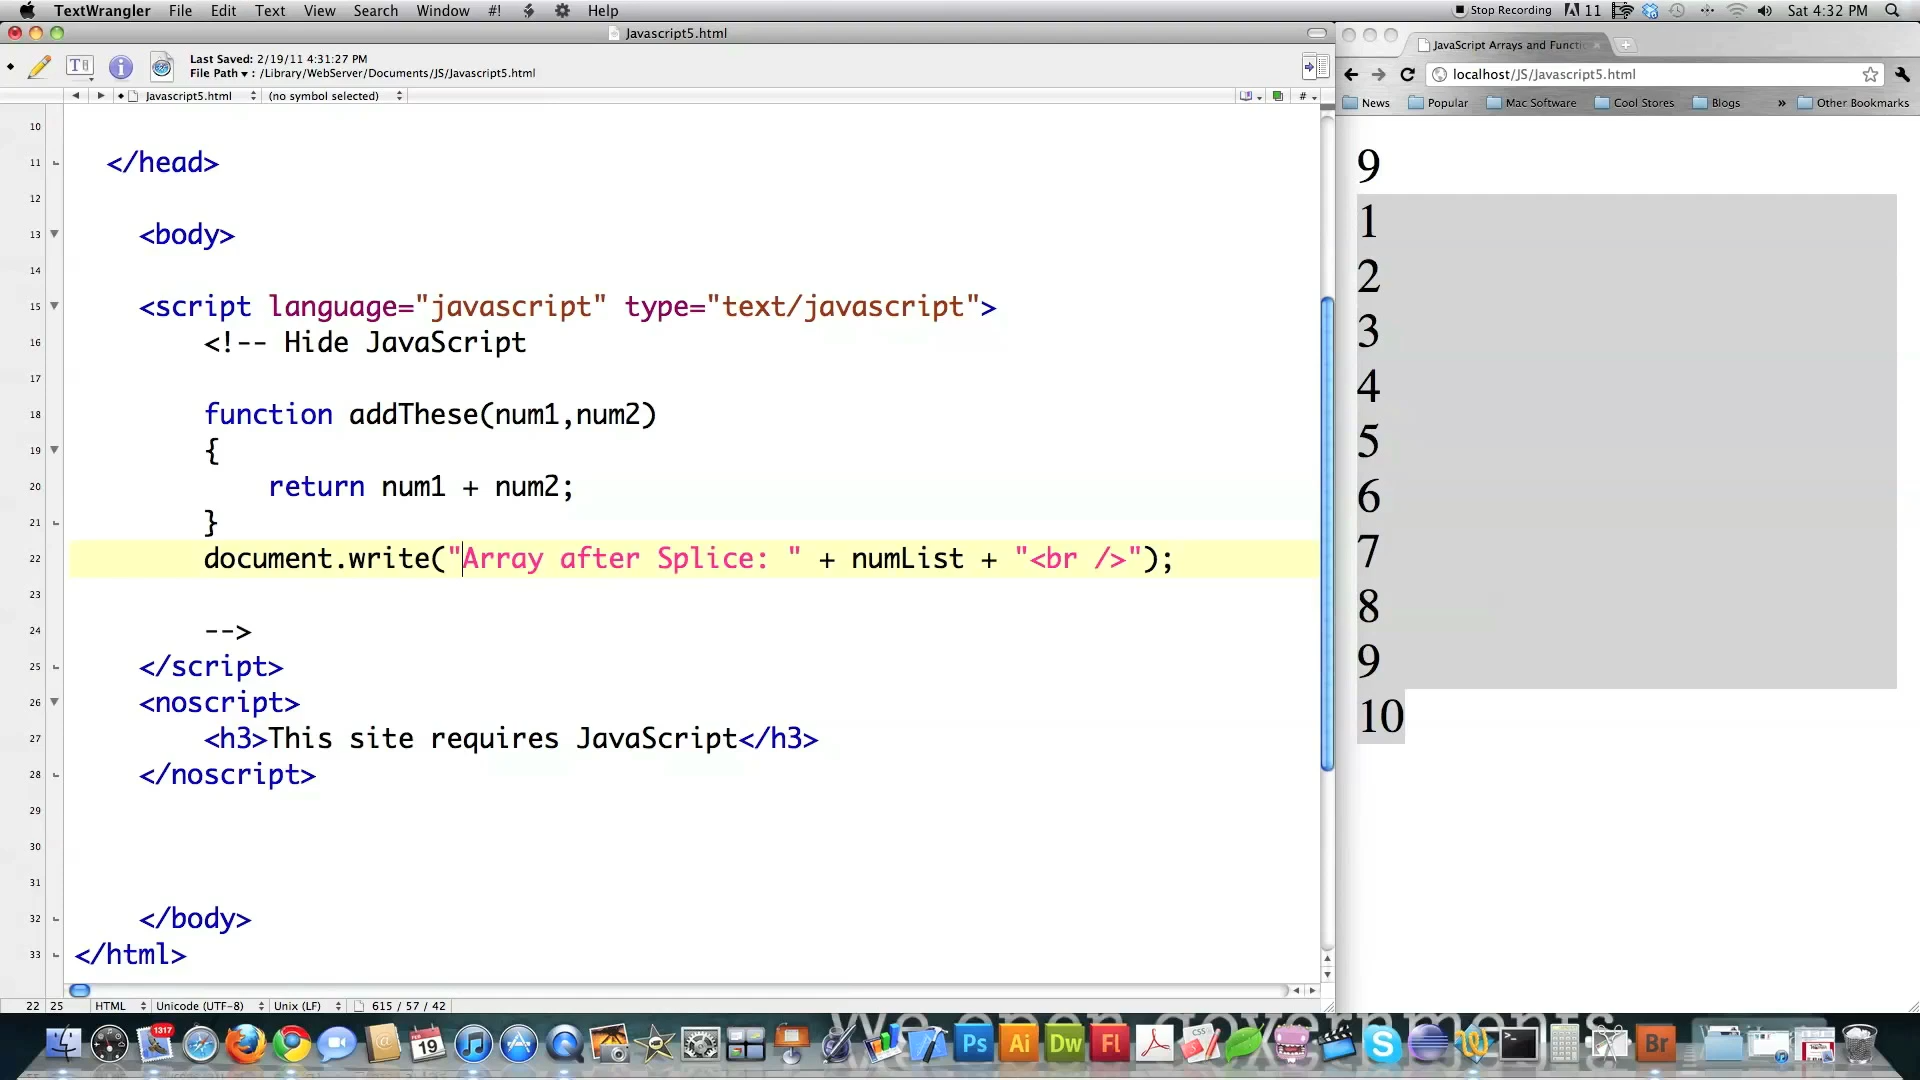 TextWrangler File Edit Text View Search Window #! Help Stop Recording 11 Sat 4:32 PM
Javascript5.html
Last Saved: 2/19/11 4:31:27 PM
File Path ▾ : /Library/WebServer/Documents/JS/Javascript5.html
Javascript5.html (no symbol selected) #
10
11 </head>
12
13 <body>
14
15 <script language="javascript" type="text/javascript">
16 <!-- Hide JavaScript
17
18 function addThese(num1,num2)
19 {
20 return num1 + num2;
21 }
22 document.write("Array after Splice: " + numList + "<br />");
23
24 -->
25 </script>
26 <noscript>
27 <h3>This site requires JavaScript</h3>
28 </noscript>
29
30
31
32 </body>
33 </html>
22 25 HTML Unicode (UTF-8) Unix (LF) 615 / 57 / 42
JavaScript Arrays and Functi
localhost/JS/Javascript5.html
News Popular Mac Software Cool Stores Blogs » Other Bookmarks
9
1
2
3
4
5
6
7
8
9
10
we open governments
1317 FEB 19 Ps Ai Dw Fl CSS Br